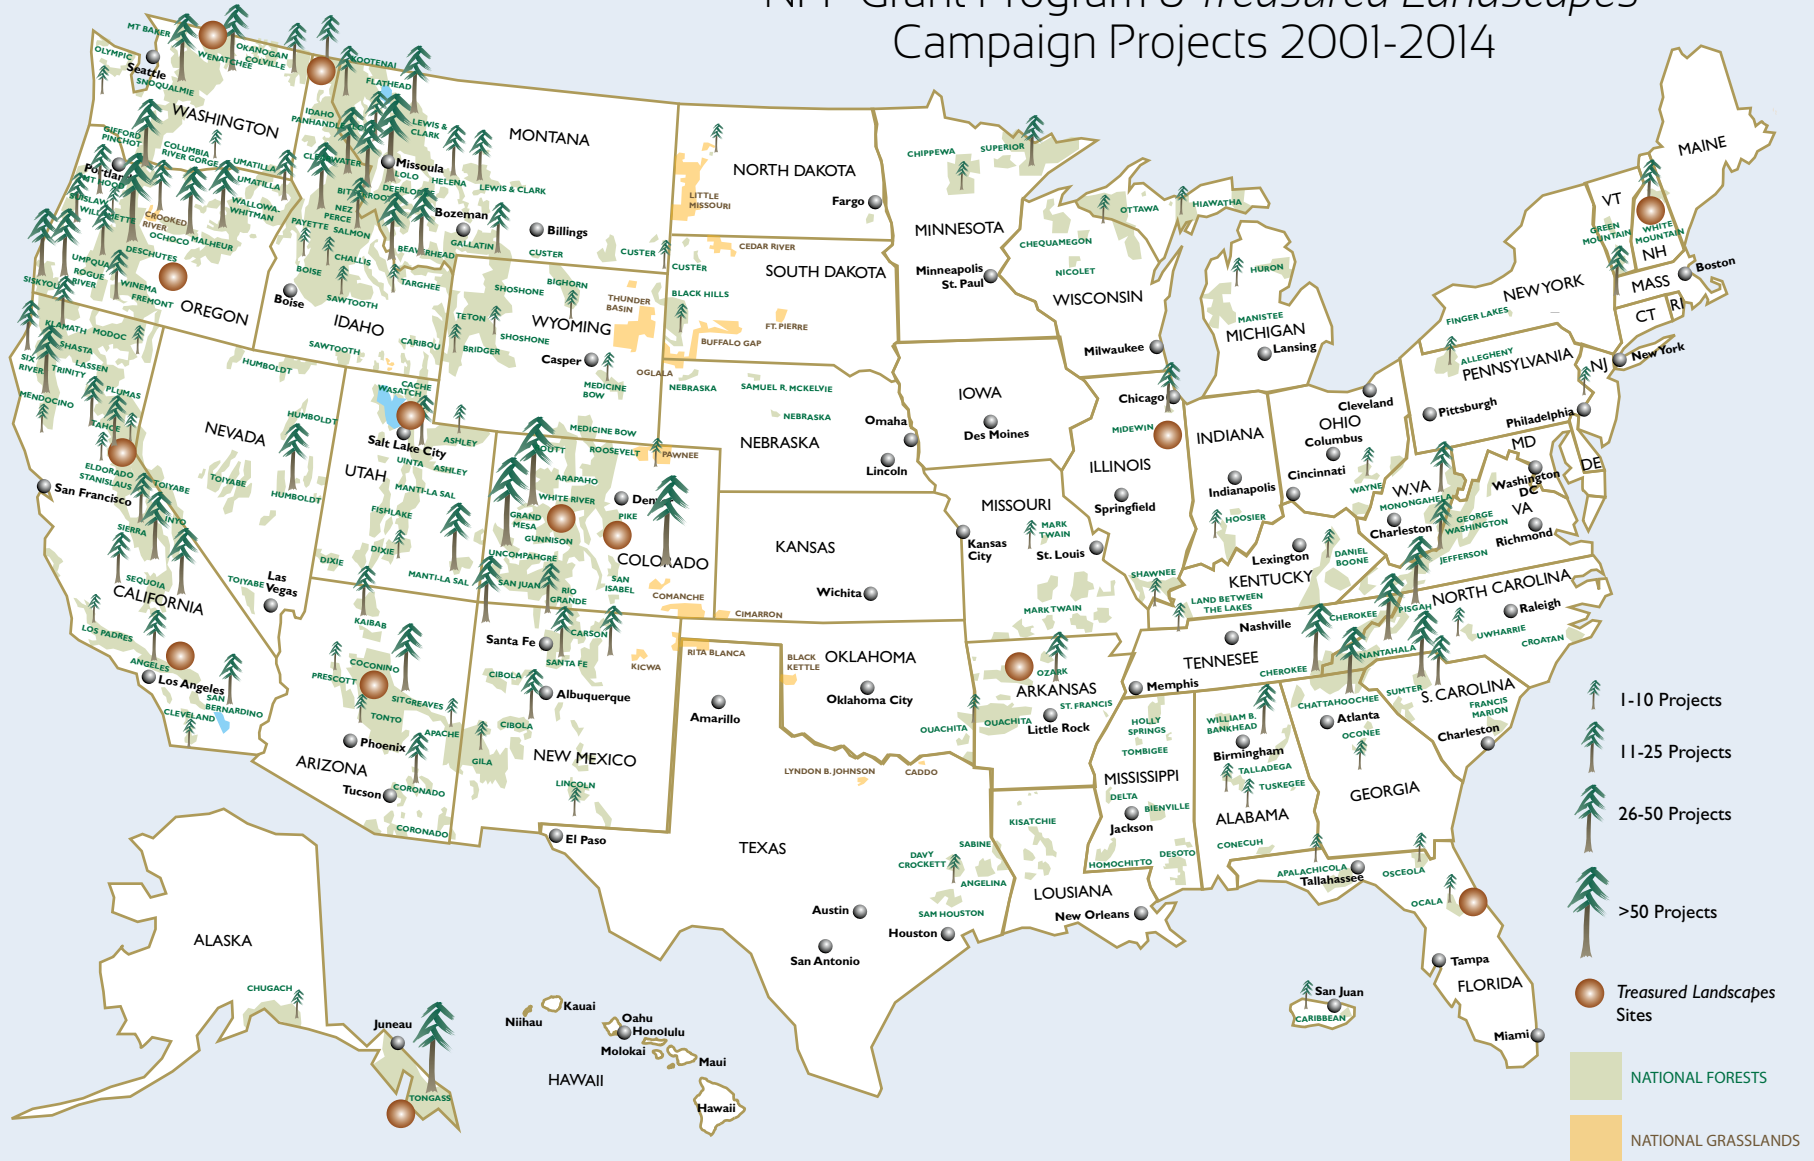 NFF Grant Program & Treasured Landscapes
Campaign Projects 2001-2014
MT BAKER
OLYMPIC
Seattle
SNOQUALMIE
WENATCHEE
OKANOGAN
COLVILLE
WASHINGTON
GIFFORD
PINCHOT
COLUMBIA
RIVER GORGE
UMATILLA
UMATILLA
MT HOOD
SIUSLAW
WALLOWA-
WHITMAN
CROOKED
RIVER
OCHOCO
MALHEUR
DESCHUTES
UMPQUA
ROGUE
RIVER
SISKYOU
WINEMA
FREMONT
OREGON
KOOTENAI
FLATHEAD
IDAHO
PANHANDLE
LEWIS &
CLARK
CLEARWATER
Missoula
LOLO
HELENA
LEWIS & CLARK
DEERLODGE
BITTERROOT
NEZ
PERCE
PAYETTE
SALMON
CHALLIS
BOISE
Boise
SAWTOOTH
IDAHO
SAWTOOTH
CARIBOU
TARGHEE
MONTANA
Bozeman
Billings
GALLATIN
BEAVERHEAD
CUSTER
CUSTER
CUSTER
NORTH DAKOTA
LITTLE
MISSOURI
Fargo
CEDAR RIVER
SOUTH DAKOTA
BLACK HILLS
FT. PIERRE
BUFFALO GAP
SHOSHONE
BIGHORN
THUNDER
BASIN
TETON
SHOSHONE
WYOMING
BRIDGER
Casper
MEDICINE
BOW
MEDICINE BOW
OGLALA
NEBRASKA
SAMUEL R. MCKELVIE
NEBRASKA
NEBRASKA
Omaha
Lincoln
KLAMATH
MODOC
SHASTA
SIX
RIVER
TRINITY
LASSEN
MENDOCINO
PLUMAS
TAHOE
ELDORADO
STANISLAUS
TOIYABE
San Francisco
INYO
SIERRA
SEQUOIA
CALIFORNIA
LOS PADRES
ANGELES
Los Angeles
SAN
BERNARDINO
CLEVELAND
NEVADA
HUMBOLDT
HUMBOLDT
HUMBOLDT
TOIYABE
TOIYABE
Las
Vegas
CACHE
WASATCH
Salt Lake City
ASHLEY
UINTA
ASHLEY
UTAH
MANTI-LA SAL
FISHLAKE
DIXIE
DIXIE
MANTI-LA SAL
ROOSEVELT
PAWNEE
ARAPAHO
WHITE RIVER
GRAND
MESA
PIKE
GUNNISON
UNCOMPAHGRE
COLORADO
SAN JUAN
RIO
GRANDE
SAN
ISABEL
COMANCHE
CIMARRON
KAIBAB
COCONINO
PRESCOTT
SITGREAVES
TONTO
APACHE
Phoenix
ARIZONA
Tucson
CORONADO
CORONADO
Santa Fe
CARSON
SANTA FE
CIBOLA
Albuquerque
CIBOLA
KICWA
RITA BLANCA
NEW MEXICO
GILA
LINCOLN
El Paso
KANSAS
Wichita
BLACK
KETTLE
OKLAHOMA
Oklahoma City
Amarillo
LYNDON B. JOHNSON
CADDO
TEXAS
DAVY
CROCKETT
SABINE
ANGELINA
SAM HOUSTON
Austin
Houston
San Antonio
CHIPPEWA
SUPERIOR
MINNESOTA
Minneapolis
St. Paul
OTTAWA
HIAWATHA
CHEQUAMEGON
NICOLET
WISCONSIN
Milwaukee
HURON
MANISTEE
MICHIGAN
Lansing
IOWA
Des Moines
Chicago
MIDEWIN
ILLINOIS
Springfield
SHAWNEE
INDIANA
Indianapolis
HOOSIER
Cleveland
OHIO
Columbus
Cincinnati
WAYNE
MISSOURI
MARK
TWAIN
Kansas
City
St. Louis
MARK TWAIN
OZARK
ARKANSAS
ST. FRANCIS
OUACHITA
OUACHITA
Little Rock
KISATCHIE
LOUSIANA
New Orleans
Lexington
DANIEL
BOONE
KENTUCKY
LAND BETWEEN
THE LAKES
Nashville
TENNESSEE
Memphis
CHEROKEE
CHEROKEE
HOLLY
SPRINGS
TOMBIGEE
MISSISSIPPI
DELTA
BIENVILLE
Jackson
HOMOCHITTO
DESOTO
WILLIAM B.
BANKHEAD
Birmingham
TALLADEGA
TUSKEGEE
ALABAMA
CONECUH
CHATTAHOOCHEE
Atlanta
OCONEE
GEORGIA
APALACHICOLA
Tallahassee
OSCEOLA
OCALA
Tampa
FLORIDA
Miami
PISGAH
NANTAHALA
NORTH CAROLINA
Raleigh
UWHARRIE
CROATAN
S. CAROLINA
SUMTER
FRANCIS
MARION
Charleston
W.VA
MONONGAHELA
Charleston
GEORGE
WASHINGTON
VA
Richmond
JEFFERSON
MD
Washington
DC
DE
ALLEGHENY
PENNSYLVANIA
Pittsburgh
Philadelphia
NJ
New York
NEW YORK
FINGER LAKES
VT
GREEN
MOUNTAIN
WHITE
MOUNTAIN
NH
MAINE
MASS
Boston
CT
RI
ALASKA
CHUGACH
Juneau
TONGASS
Kauai
Niihau
Oahu
Honolulu
Molokai
Maui
HAWAII
Hawaii
San Juan
CARIBBEAN
1-10 Projects
11-25 Projects
26-50 Projects
>50 Projects
Treasured Landscapes
Sites
NATIONAL FORESTS
NATIONAL GRASSLANDS